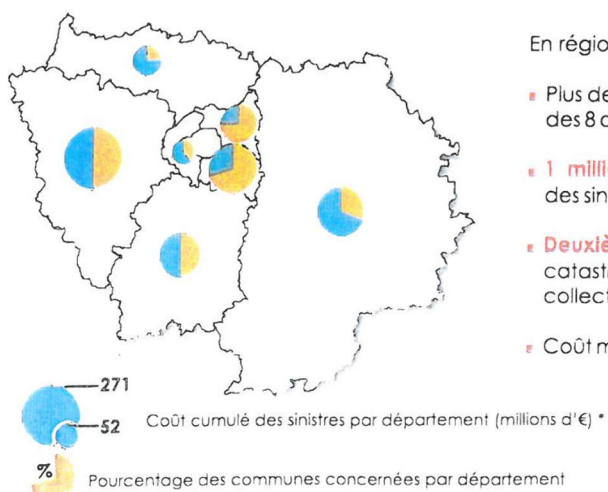 En régio
Plus de
des 8 c
1 milli
des sin
Deuxiè
catast
collect
Coût m
271
52
Coût cumulé des sinistres par département (millions d'€) *
%
Pourcentage des communes concernées par département